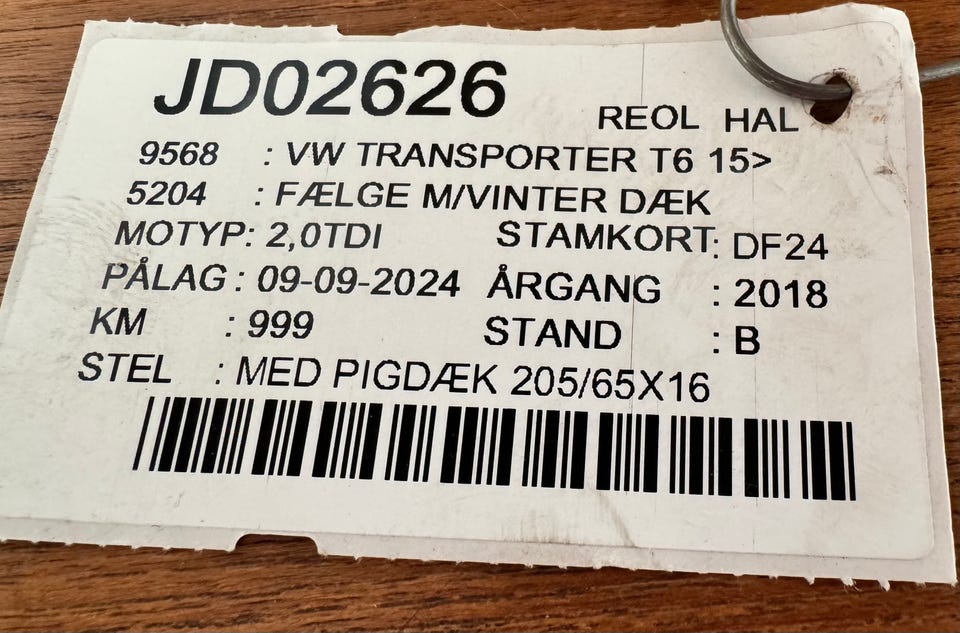 JD02626 REOL HAL
9568 : VW TRANSPORTER T6 15>
5204 : FÆLGE M/VINTER DÆK
MOTYP: 2,0TDI STAMKORT: DF24
PÅLAG : 09-09-2024 ÅRGANG : 2018
KM : 999 STAND : B
STEL : MED PIGDÆK 205/65X16